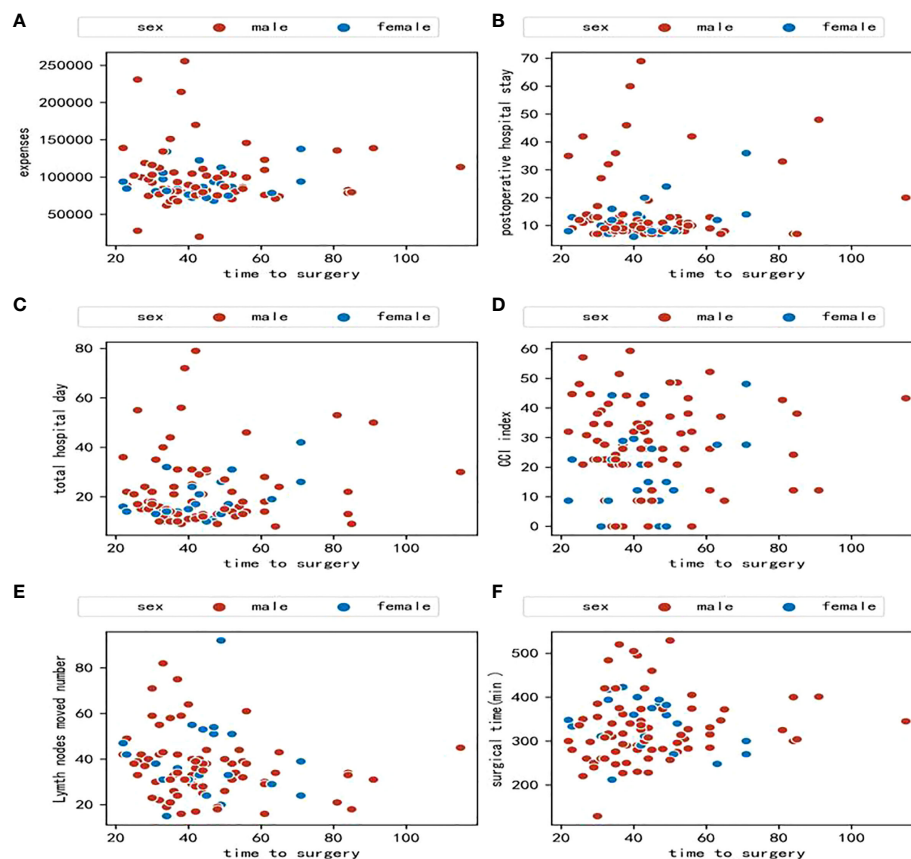 A
B
sex male female
sex male female
250000
200000
150000
100000
50000
expenses
20 40 60 80 100
time to surgery
70
60
50
40
30
20
10
postoperative hospital stay
20 40 60 80 100
time to surgery
C
D
sex male female
sex male female
80
60
40
20
total hospital day
20 40 60 80 100
time to surgery
60
50
40
30
20
10
0
CCI index
20 40 60 80 100
time to surgery
E
F
sex male female
sex male female
80
60
40
20
Lymth nodes moved number
20 40 60 80 100
time to surgery
500
400
300
200
surgical time(min)
20 40 60 80 100
time to surgery